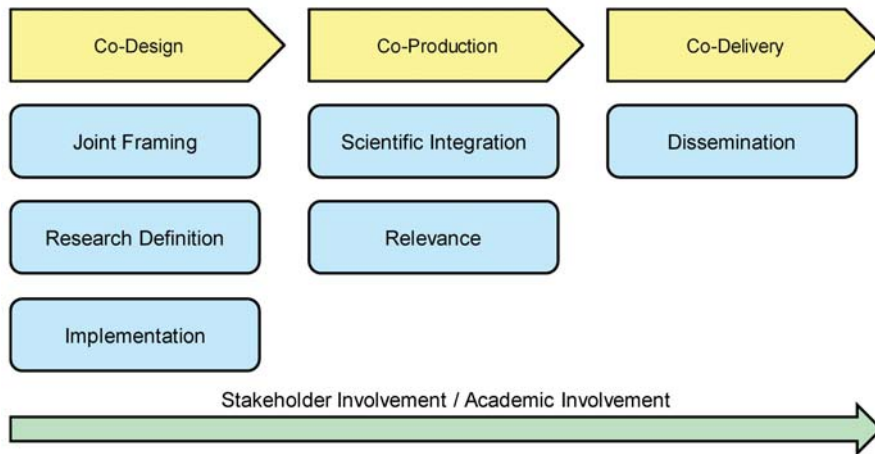 Co-Design
Co-Production
Co-Delivery
Joint Framing
Scientific Integration
Dissemination
Research Definition
Relevance
Implementation
Stakeholder Involvement / Academic Involvement